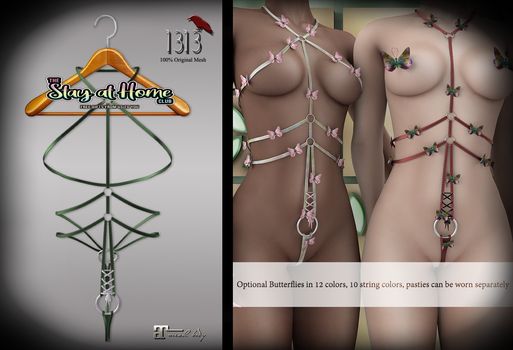 1313
100% Original Mesh
THE
Stay at Home
CLUB
Optional Butterflies in 12 colors, 10 string colors, pasties can be worn separately